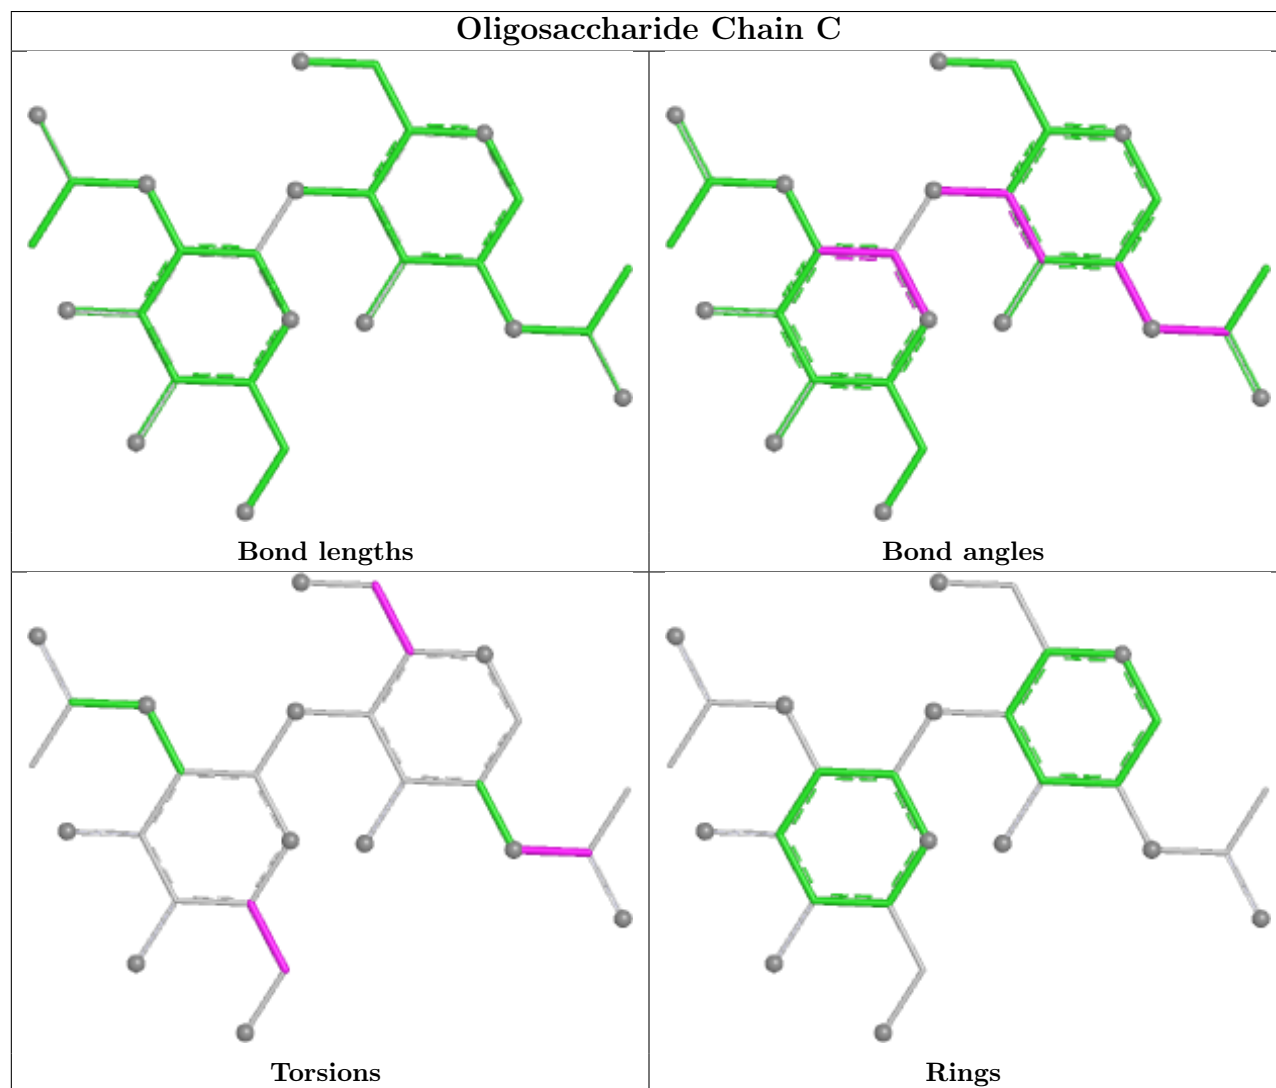 Oligosaccharide Chain C
Bond lengths
Bond angles
Torsions
Rings